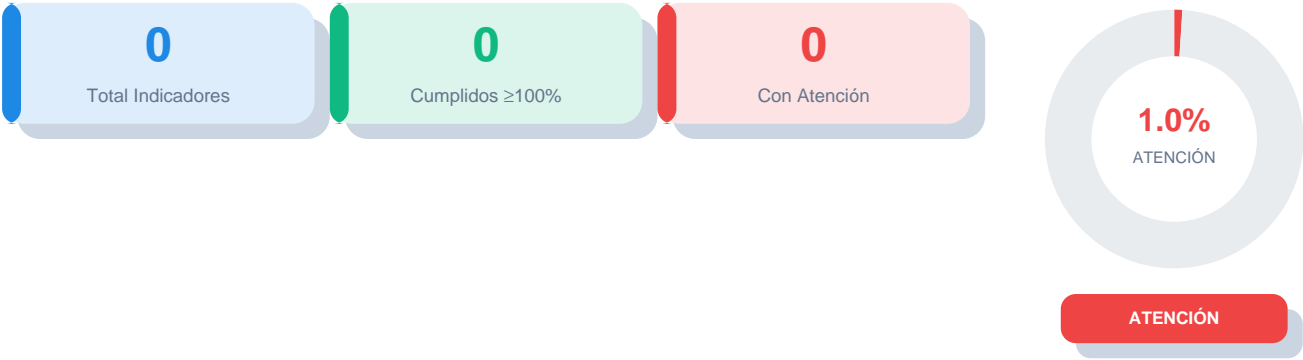 0
Total Indicadores
0
Cumplidos ≥100%
0
Con Atención
1.0%
ATENCIÓN
ATENCIÓN